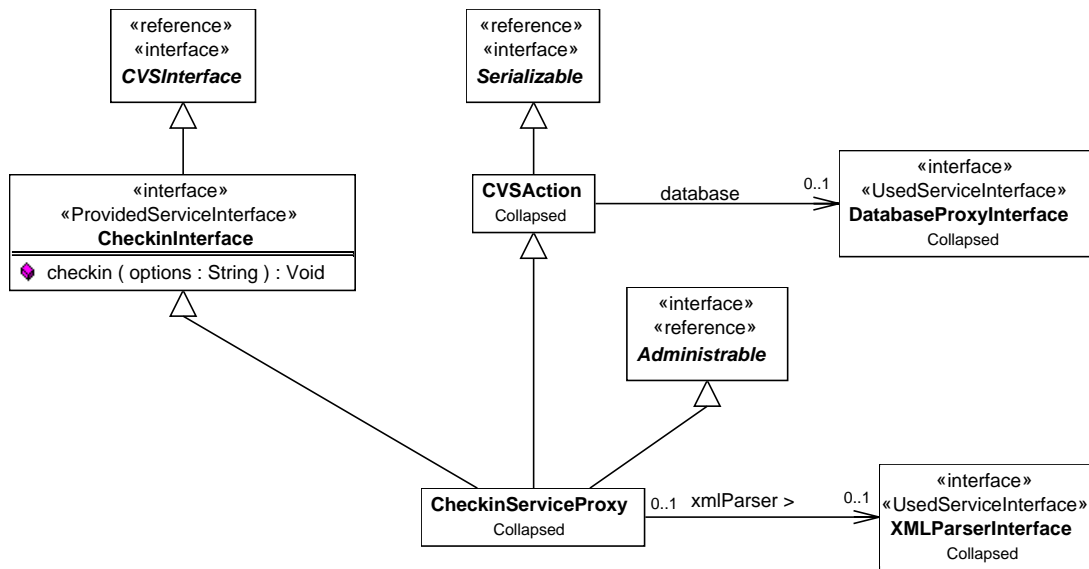 «reference»
«interface»
CVSInterface
«reference»
«interface»
Serializable
«interface»
«ProvidedServiceInterface»
CheckinInterface
checkin ( options : String ) : Void
CVSAction
Collapsed
database
0..1
«interface»
«UsedServiceInterface»
DatabaseProxyInterface
Collapsed
«interface»
«reference»
Administrable
CheckinServiceProxy
Collapsed
0..1
xmlParser >
0..1
«interface»
«UsedServiceInterface»
XMLParserInterface
Collapsed